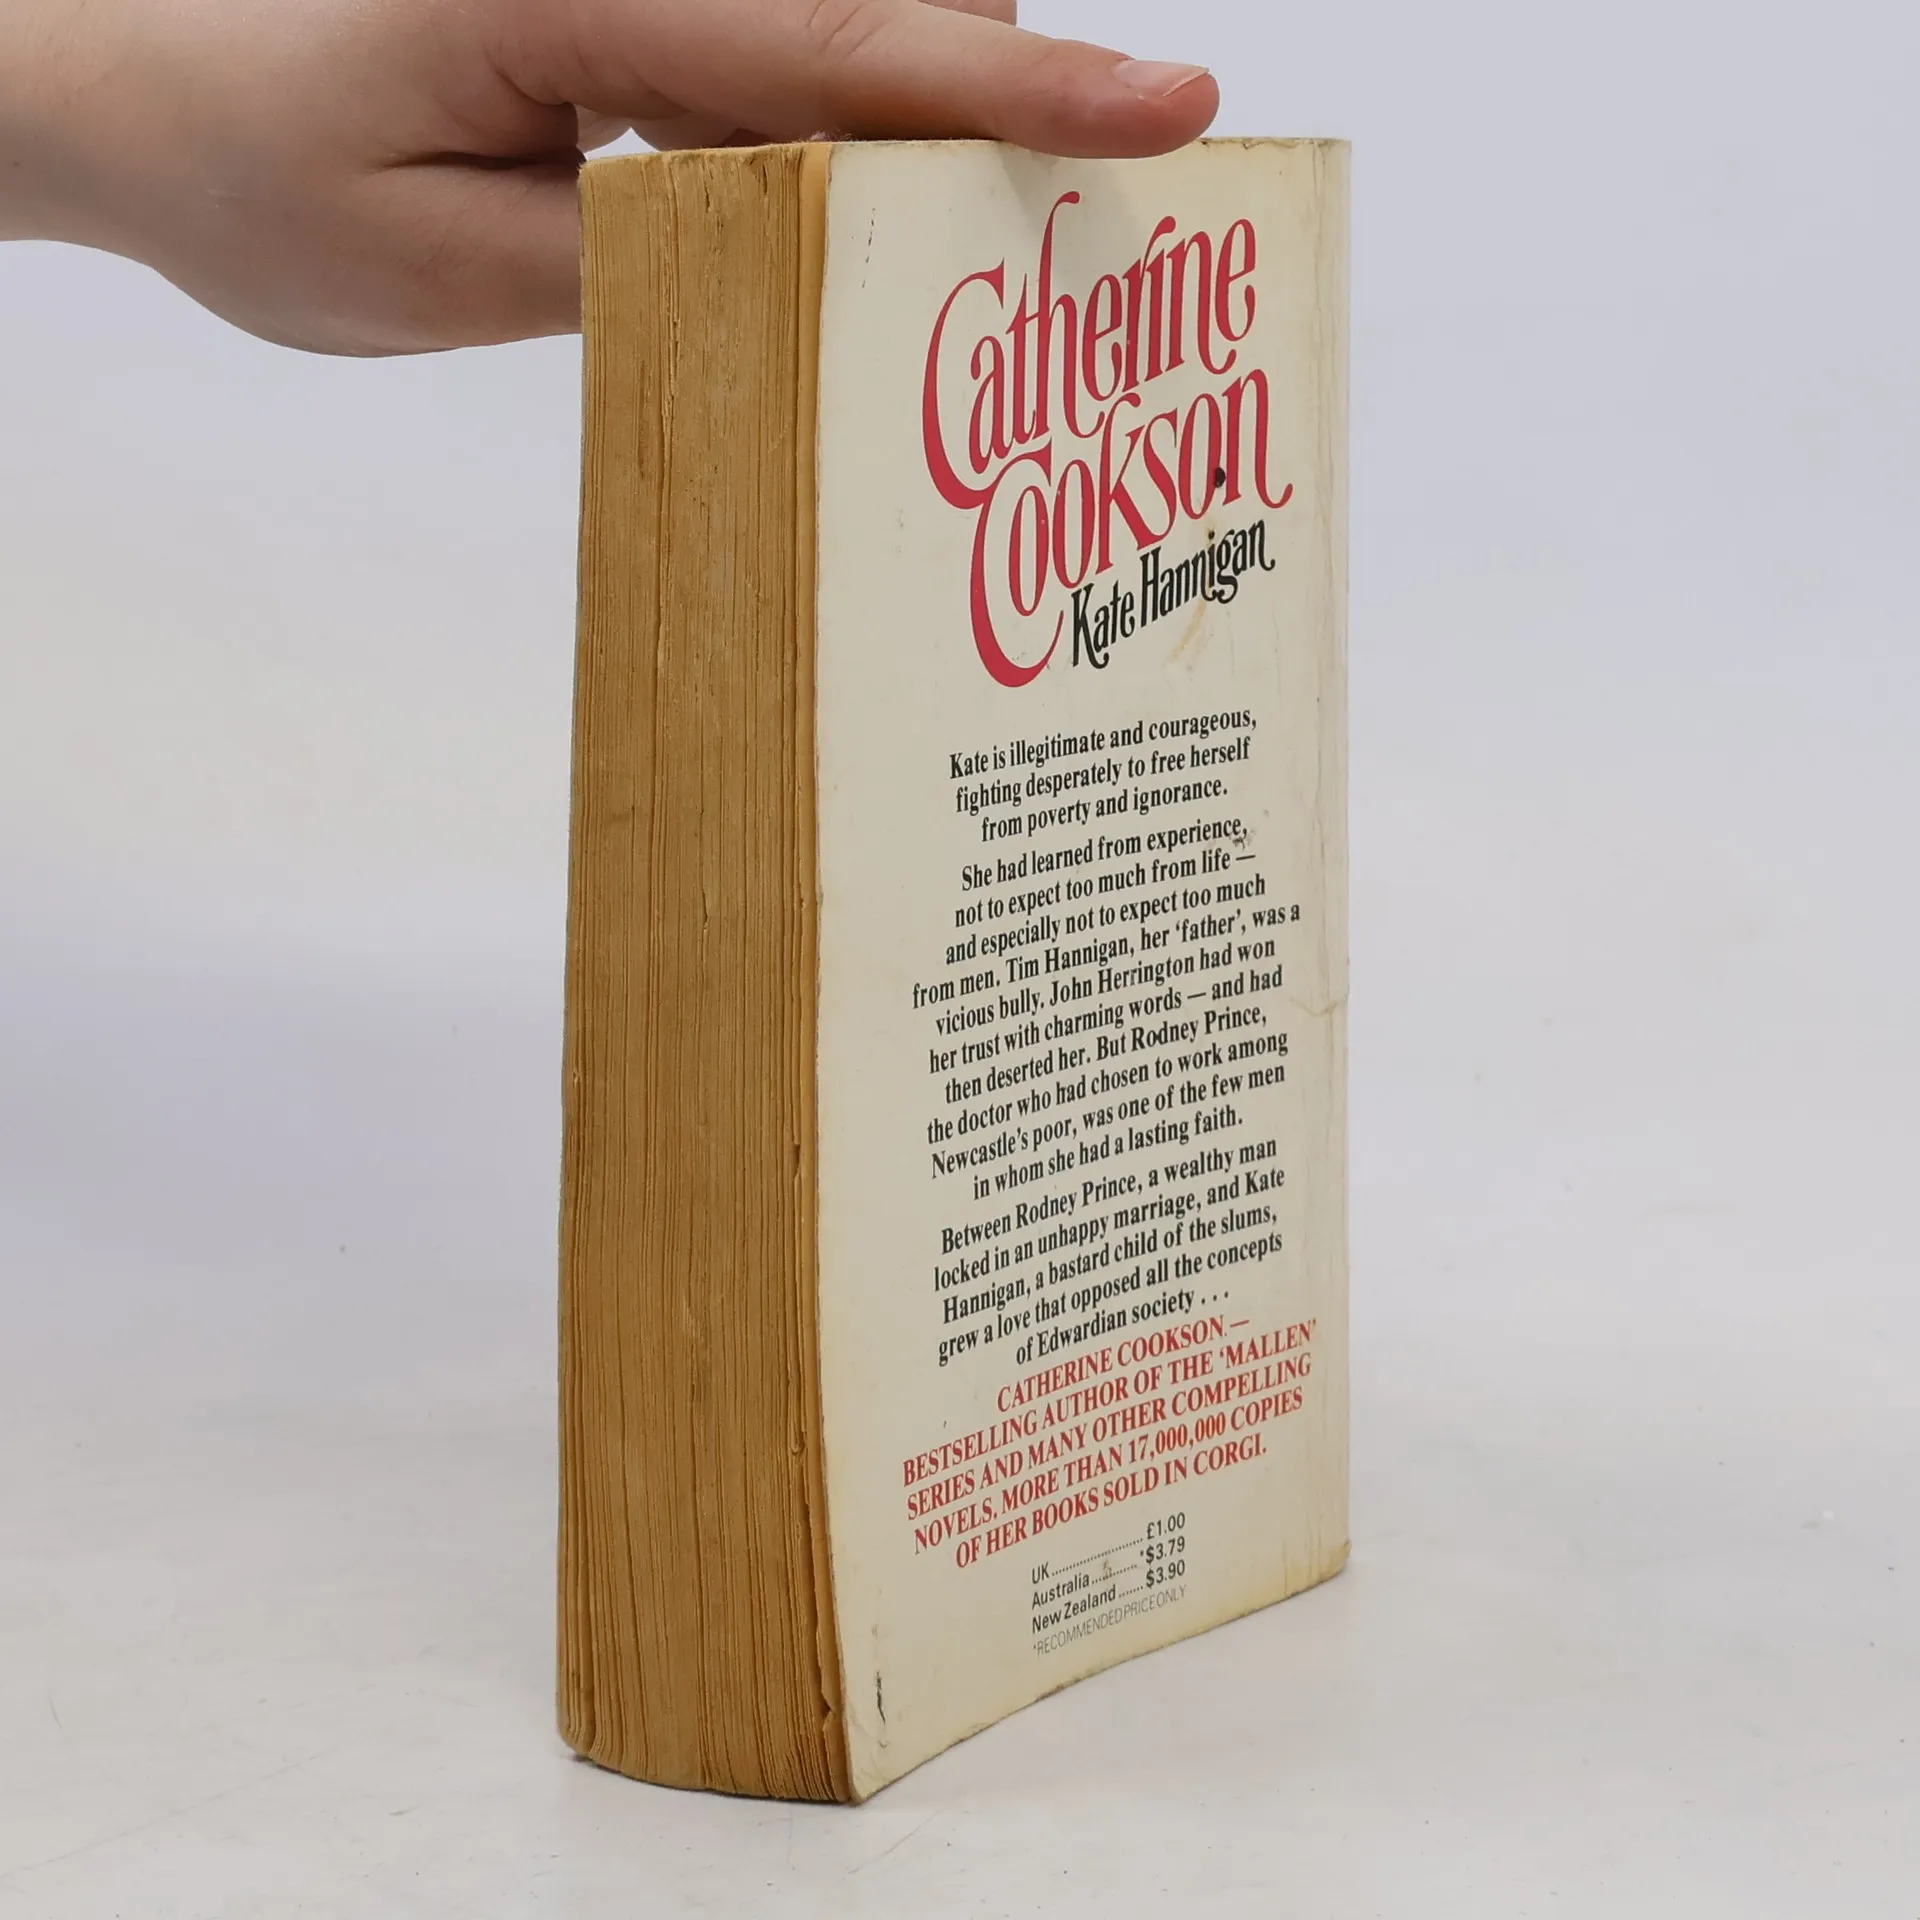 Catherine
Cookson
Kate Hannigan
Kate is illegitimate and courageous,
fighting desperately to free herself
from poverty and ignorance.
She had learned from experience,
not to expect too much from life —
and especially not to expect too much
from men. Tim Hannigan, her ‘father’, was a
vicious bully. John Herrington had won
her trust with charming words — and had
then deserted her. But Rodney Prince,
the doctor who had chosen to work among
Newcastle’s poor, was one of the few men
in whom she had a lasting faith.
Between Rodney Prince, a wealthy man
locked in an unhappy marriage, and Kate
Hannigan, a bastard child of the slums,
grew a love that opposed all the concepts
of Edwardian society . . .
CATHERINE COOKSON —
BESTSELLING AUTHOR OF THE ‘MALLEN’
SERIES AND MANY OTHER COMPELLING
NOVELS. MORE THAN 17,000,000 COPIES
OF HER BOOKS SOLD IN CORGI.
UK.......................£1.00
Australia............*$3.79
New Zealand......$3.90
*RECOMMENDED PRICE ONLY